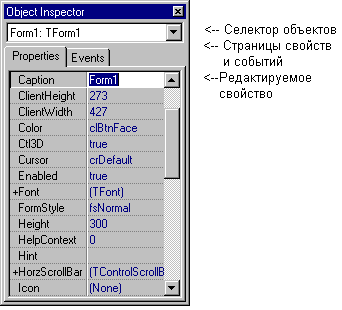 Object Inspector
Form1: TForm1
Properties Events
Caption Form1
ClientHeight 273
ClientWidth 427
Color clBtnFace
Ctl3D true
Cursor crDefault
Enabled true
+Font (TFont)
FormStyle fsNormal
Height 300
HelpContext 0
Hint
+HorzScrollBar (TControlScrollB
Icon (None)
<-- Селектор объектов
<-- Страницы свойств
и событий
<--Редактируемое
свойство